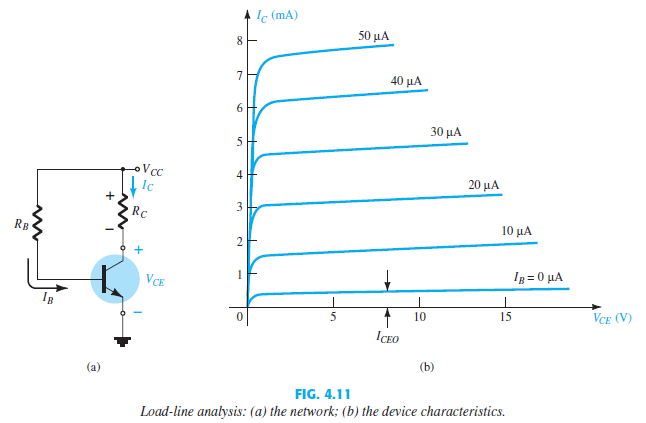 I_C (mA)
8
7
6
5
4
3
2
1
0
5
10
15
V_CE (V)
50 μA
40 μA
30 μA
20 μA
10 μA
I_B = 0 μA
I_CEO
V_CC
I_C
+
R_C
R_B
–
+
V_CE
I_B
–
(a)
(b)
FIG. 4.11
Load-line analysis: (a) the network; (b) the device characteristics.